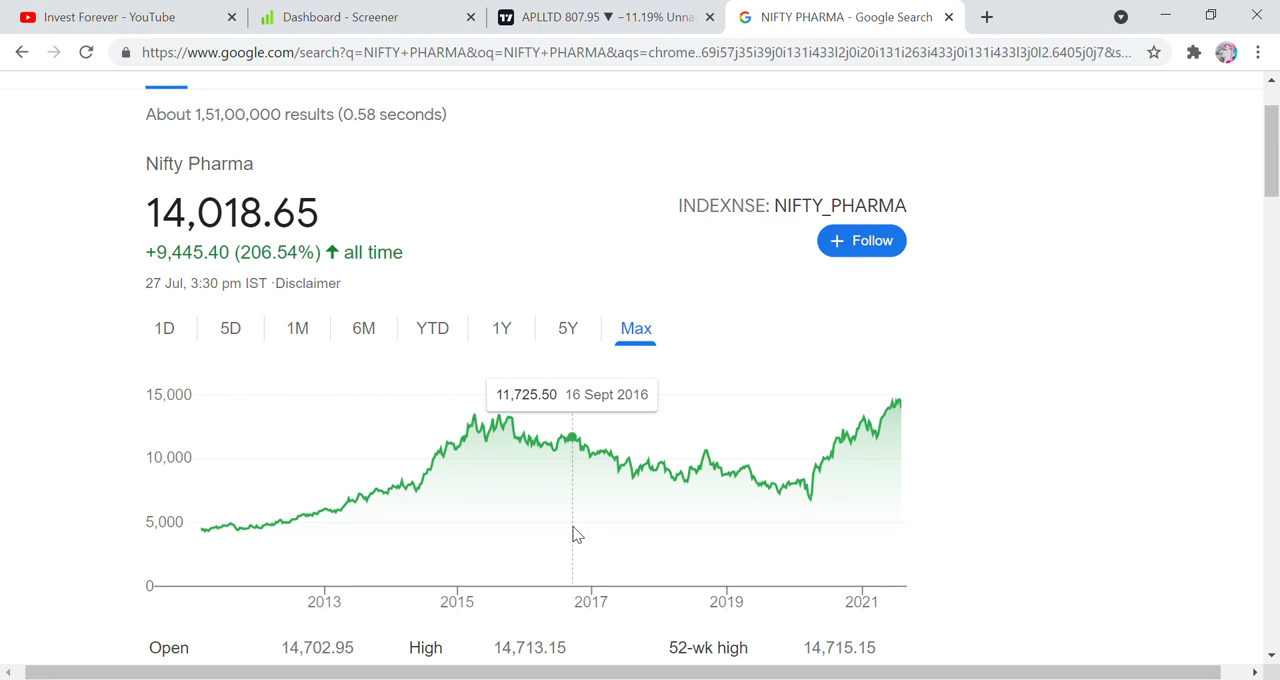 Invest Forever - YouTube
Dashboard - Screener
APLLTD 807.95 ▼ −11.19% Unna
NIFTY PHARMA - Google Search
https://www.google.com/search?q=NIFTY+PHARMA&oq=NIFTY+PHARMA&aqs=chrome..69i57j35i39j0i131i433l2j0i20i131i263i433j0i131i433l3j0l2.6405j0j7&s...
About 1,51,00,000 results (0.58 seconds)
Nifty Pharma
14,018.65
INDEXNSE: NIFTY_PHARMA
+9,445.40 (206.54%) ↑ all time
+ Follow
27 Jul, 3:30 pm IST ·Disclaimer
1D 5D 1M 6M YTD 1Y 5Y Max
15,000
11,725.50 16 Sept 2016
10,000
5,000
0
2013 2015 2017 2019 2021
Open 14,702.95 High 14,713.15 52-wk high 14,715.15